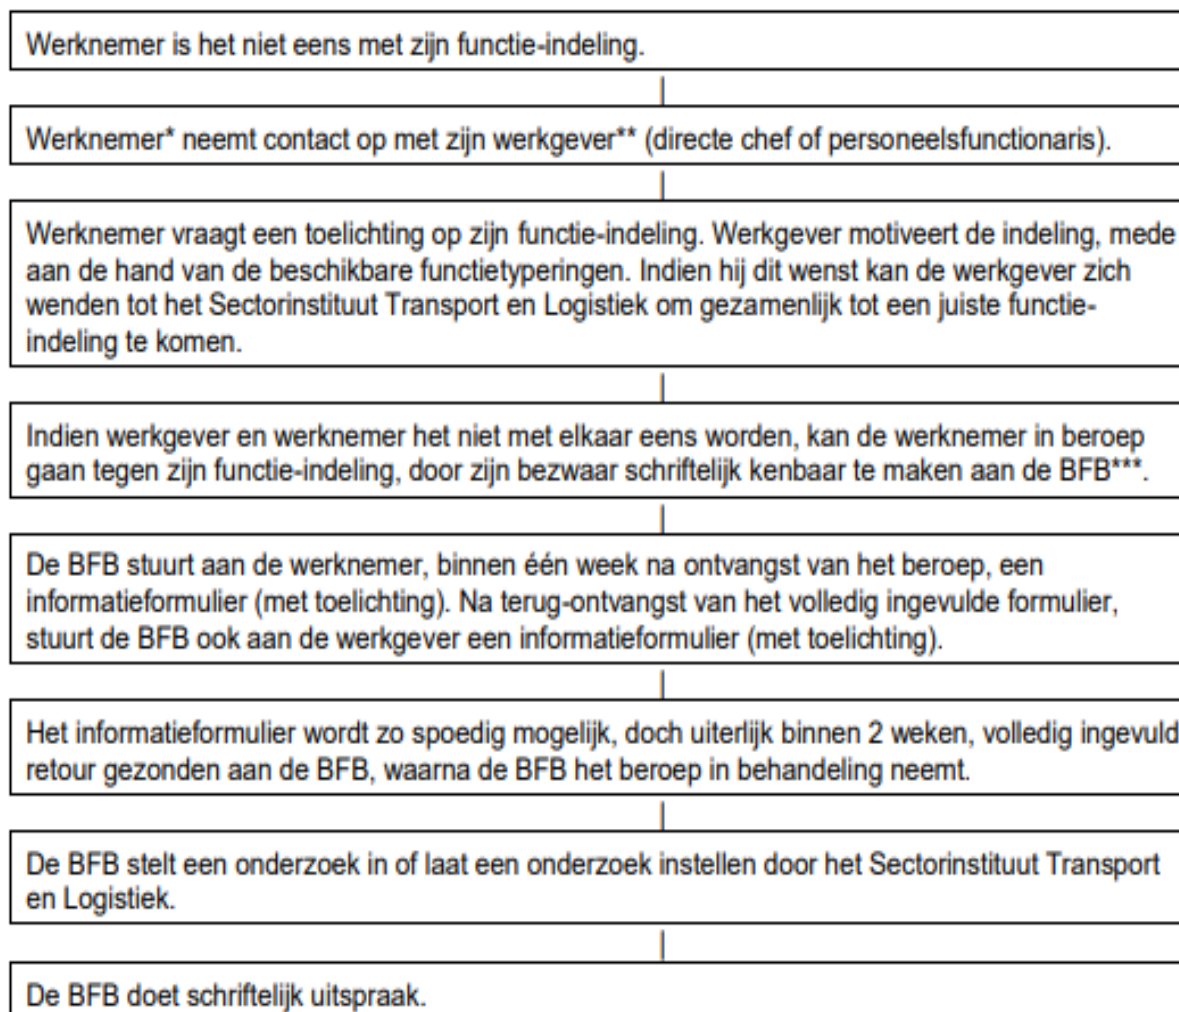 Werknemer is het niet eens met zijn functie-indeling.
Werknemer* neemt contact op met zijn werkgever** (directe chef of personeelsfunctionaris).
Werknemer vraagt een toelichting op zijn functie-indeling. Werkgever motiveert de indeling, mede
aan de hand van de beschikbare functietyperingen. Indien hij dit wenst kan de werkgever zich
wenden tot het Sectorinstituut Transport en Logistiek om gezamenlijk tot een juiste functie-
indeling te komen.
Indien werkgever en werknemer het niet met elkaar eens worden, kan de werknemer in beroep
gaan tegen zijn functie-indeling, door zijn bezwaar schriftelijk kenbaar te maken aan de BFB***.
De BFB stuurt aan de werknemer, binnen één week na ontvangst van het beroep, een
informatieformulier (met toelichting). Na terug-ontvangst van het volledig ingevulde formulier,
stuurt de BFB ook aan de werkgever een informatieformulier (met toelichting).
Het informatieformulier wordt zo spoedig mogelijk, doch uiterlijk binnen 2 weken, volledig ingevuld
retour gezonden aan de BFB, waarna de BFB het beroep in behandeling neemt.
De BFB stelt een onderzoek in of laat een onderzoek instellen door het Sectorinstituut Transport
en Logistiek.
De BFB doet schriftelijk uitspraak.